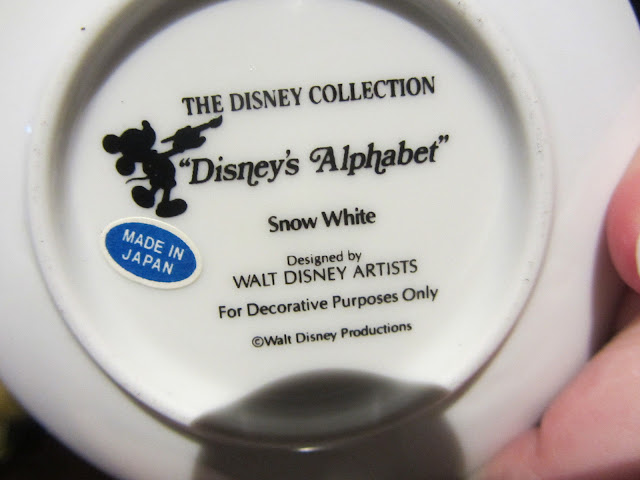 THE DISNEY COLLECTION
"Disney's Alphabet"
Snow White
MADE IN
JAPAN
Designed by
WALT DISNEY ARTISTS
For Decorative Purposes Only
©Walt Disney Productions